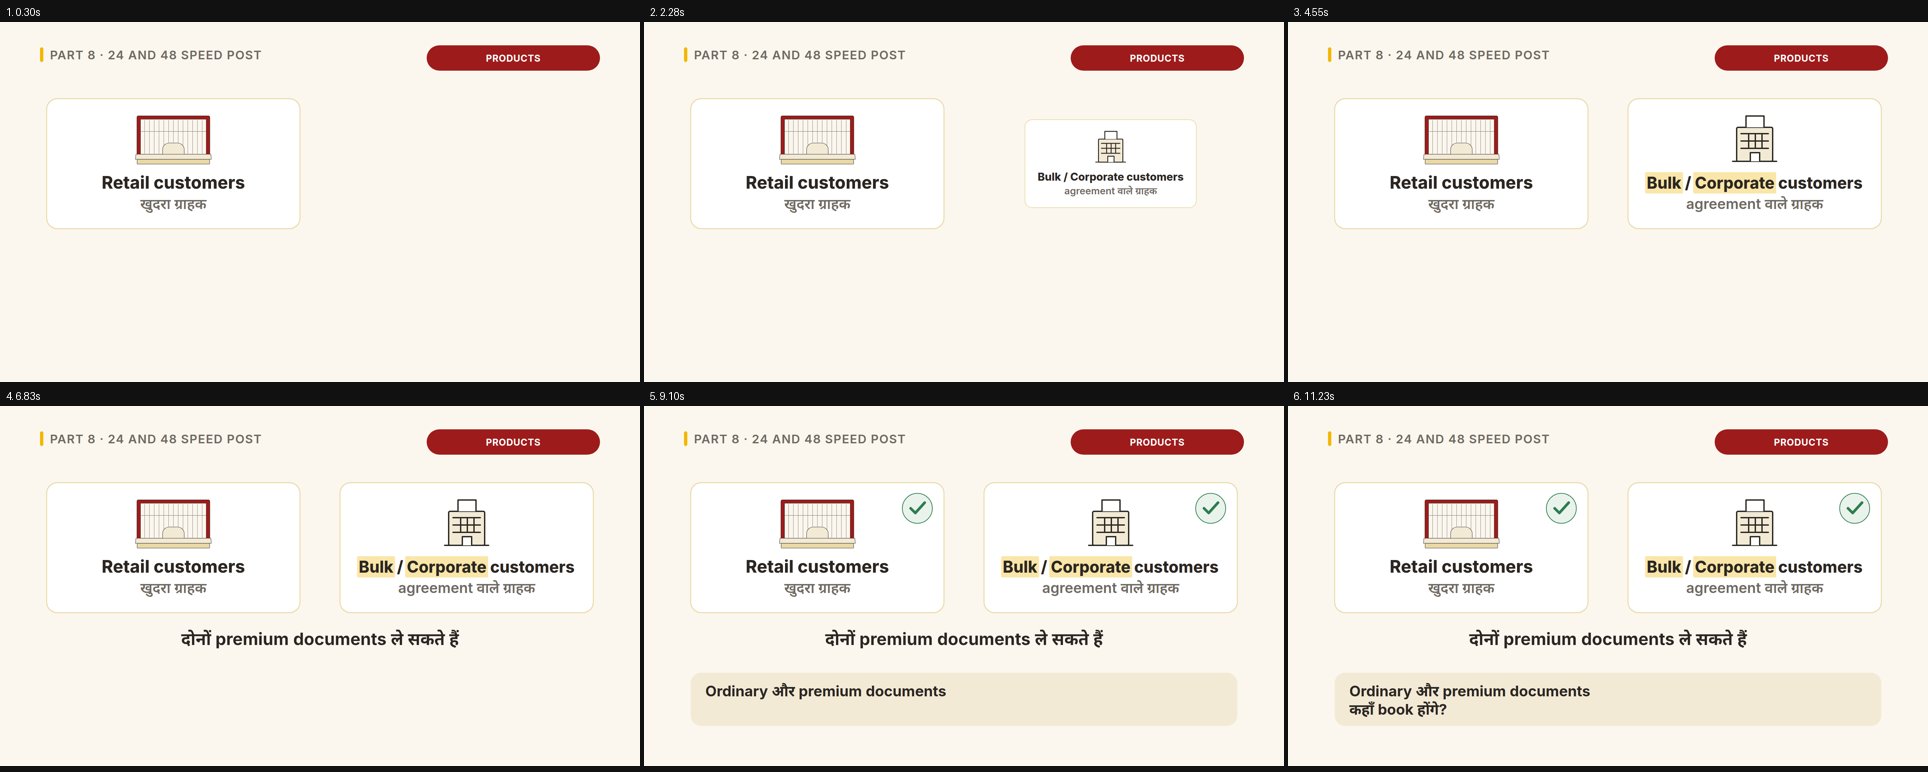 1. 0.30s
PART 8 · 24 AND 48 SPEED POST
PRODUCTS
Retail customers
खुदरा ग्राहक
2. 2.28s
PART 8 · 24 AND 48 SPEED POST
PRODUCTS
Retail customers
खुदरा ग्राहक
Bulk / Corporate customers
agreement वाले ग्राहक
3. 4.55s
PART 8 · 24 AND 48 SPEED POST
PRODUCTS
Retail customers
खुदरा ग्राहक
Bulk / Corporate customers
agreement वाले ग्राहक
4. 6.83s
PART 8 · 24 AND 48 SPEED POST
PRODUCTS
Retail customers
खुदरा ग्राहक
Bulk / Corporate customers
agreement वाले ग्राहक
दोनों premium documents ले सकते हैं
5. 9.10s
PART 8 · 24 AND 48 SPEED POST
PRODUCTS
Retail customers
खुदरा ग्राहक
Bulk / Corporate customers
agreement वाले ग्राहक
दोनों premium documents ले सकते हैं
Ordinary और premium documents
6. 11.23s
PART 8 · 24 AND 48 SPEED POST
PRODUCTS
Retail customers
खुदरा ग्राहक
Bulk / Corporate customers
agreement वाले ग्राहक
दोनों premium documents ले सकते हैं
Ordinary और premium documents
कहाँ book होंगे?